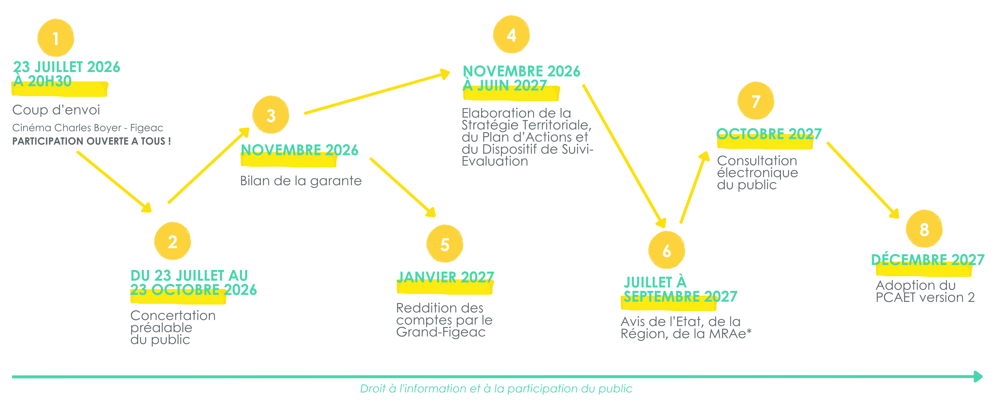 1
23 JUILLET 2026
À 20H30
Coup d’envoi
Cinéma Charles Boyer - Figeac
PARTICIPATION OUVERTE A TOUS !
2
DU 23 JUILLET AU
23 OCTOBRE 2026
Concertation
préalable
du public
3
NOVEMBRE 2026
Bilan de la garante
4
NOVEMBRE 2026
À JUIN 2027
Elaboration de la
Stratégie Territoriale,
du Plan d’Actions et
du Dispositif de Suivi-
Evaluation
5
JANVIER 2027
Reddition des
comptes par le
Grand-Figeac
6
JUILLET À
SEPTEMBRE 2027
Avis de l’Etat, de la
Région, de la MRAe*
7
OCTOBRE 2027
Consultation
électronique
du public
8
DÉCEMBRE 2027
Adoption du
PCAET version 2
Droit à l'information et à la participation du public